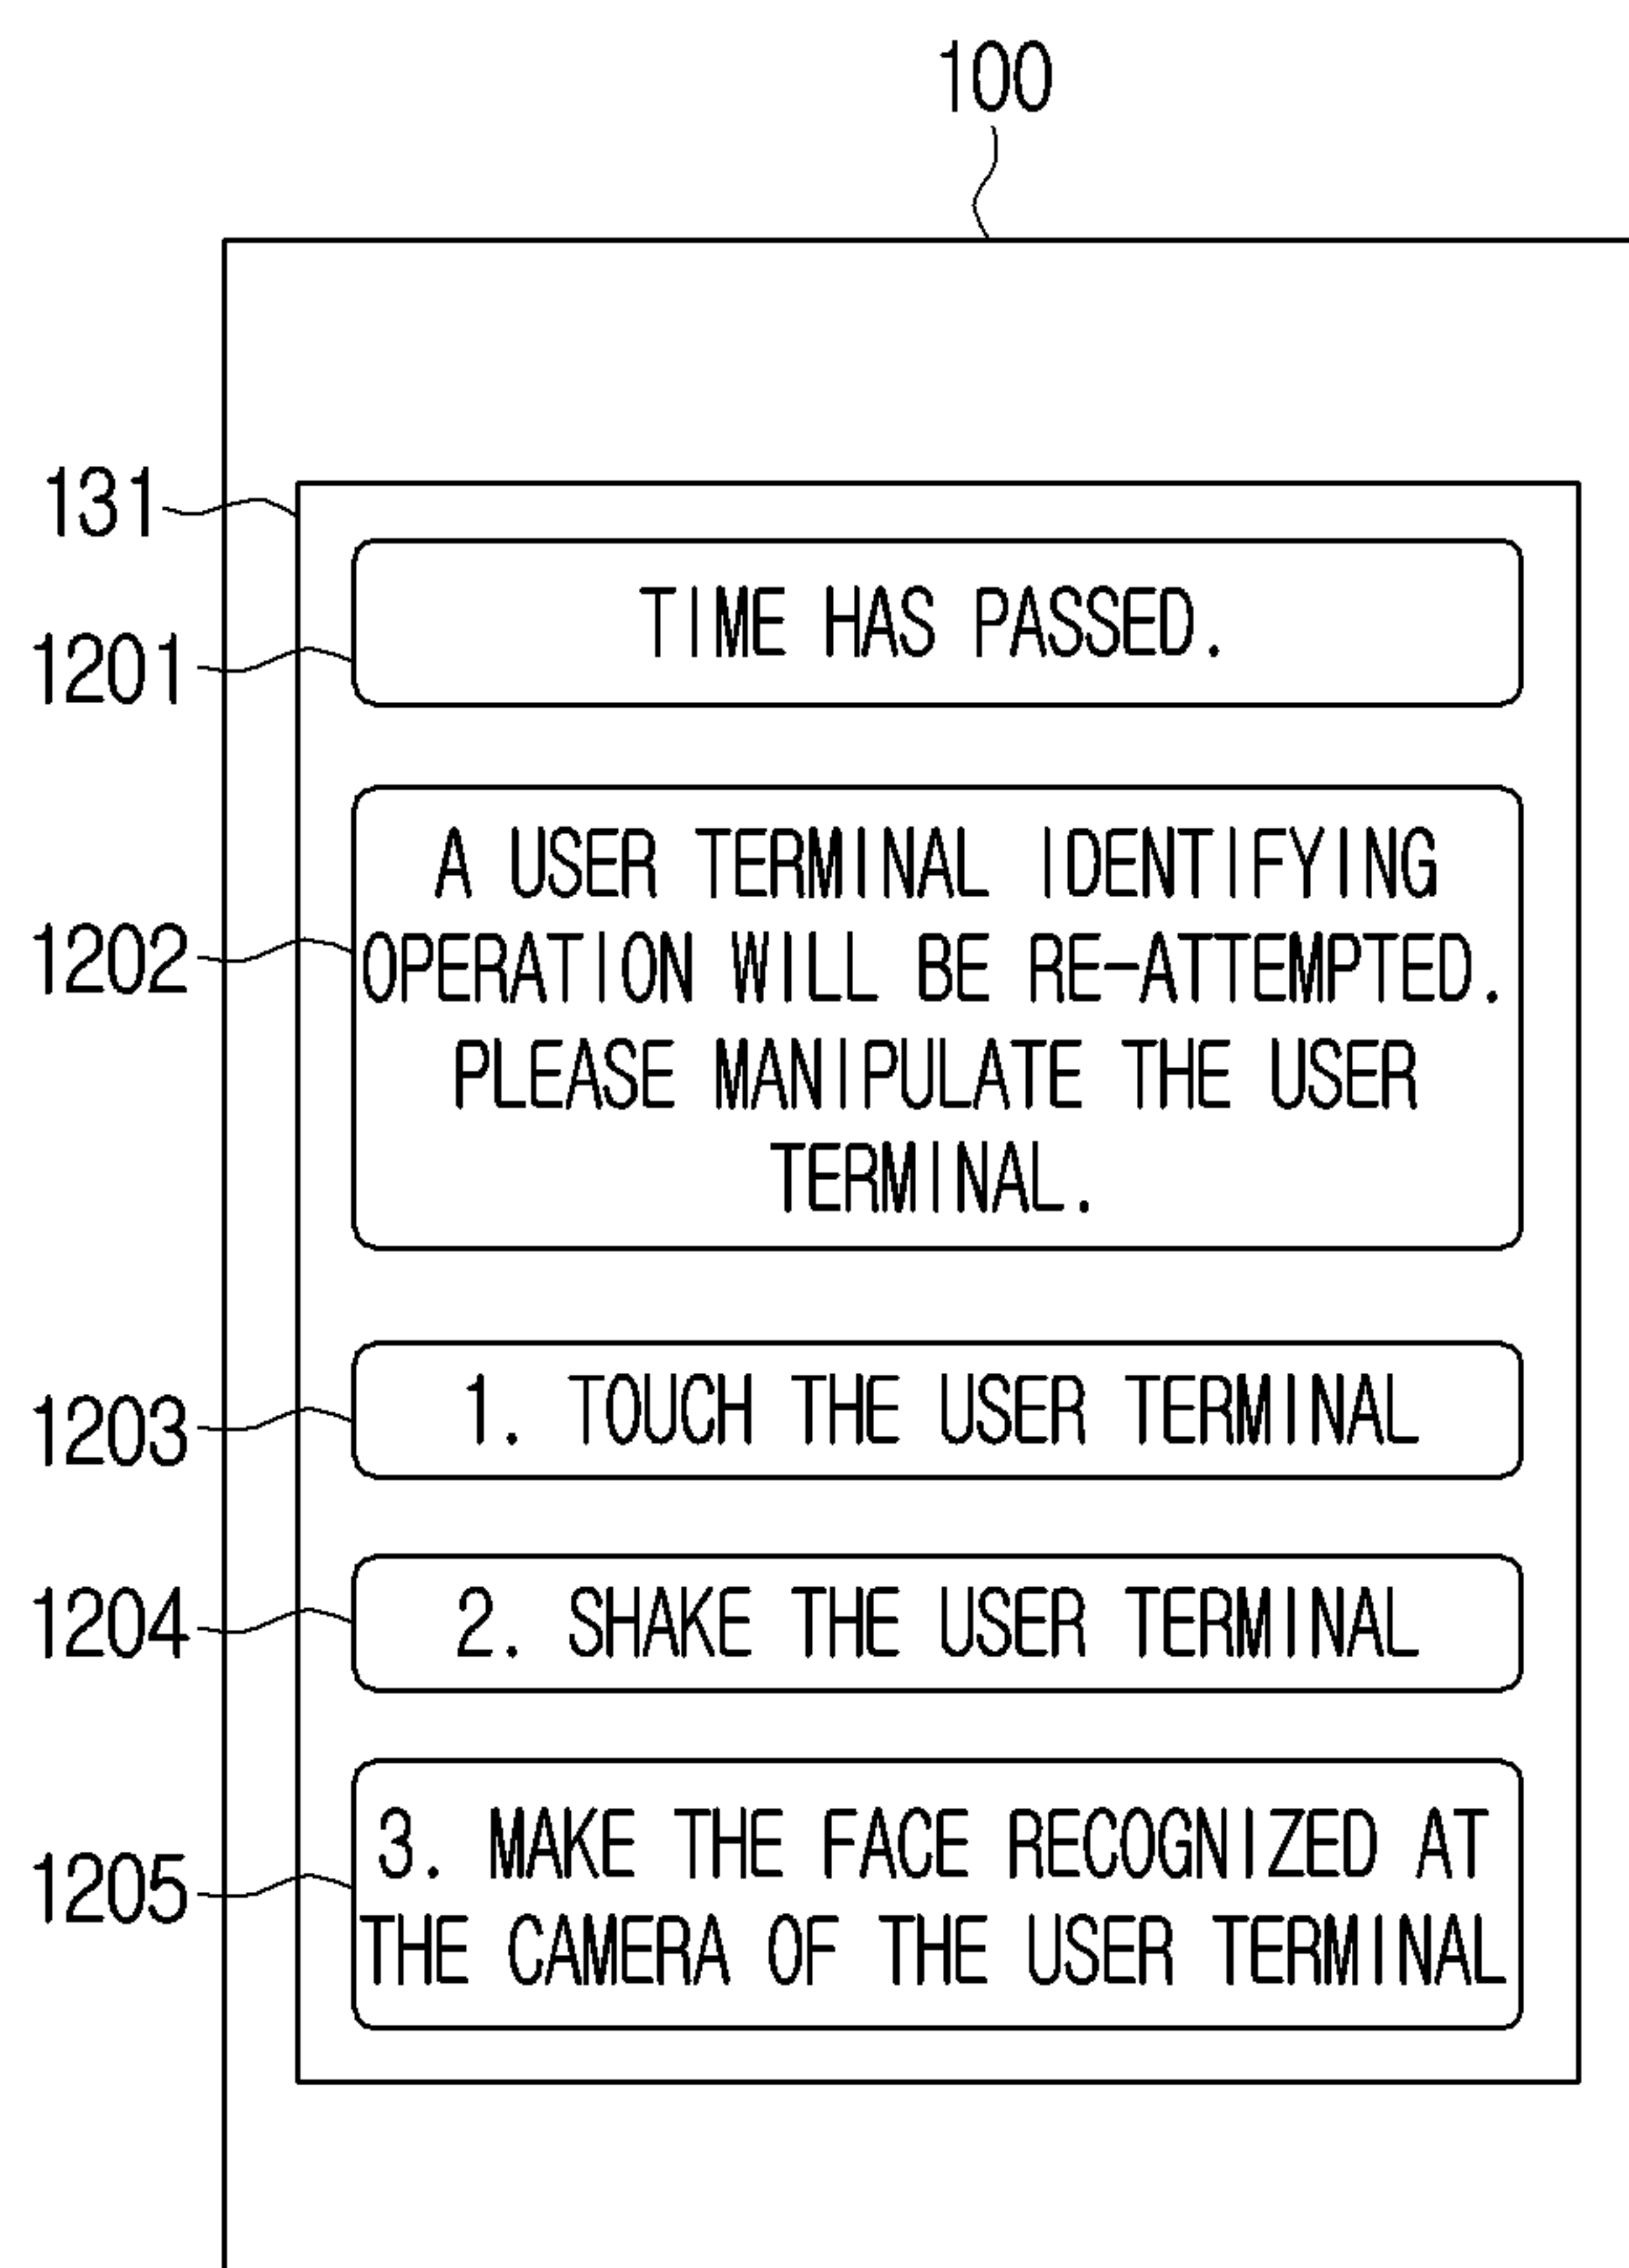 100
131
TIME HAS PASSED.
1201
A USER TERMINAL IDENTIFYING
OPERATION WILL BE RE-ATTEMPTED.
PLEASE MANIPULATE THE USER
TERMINAL.
1202
1. TOUCH THE USER TERMINAL
1203
2. SHAKE THE USER TERMINAL
1204
3. MAKE THE FACE RECOGNIZED AT
THE CAMERA OF THE USER TERMINAL
1205